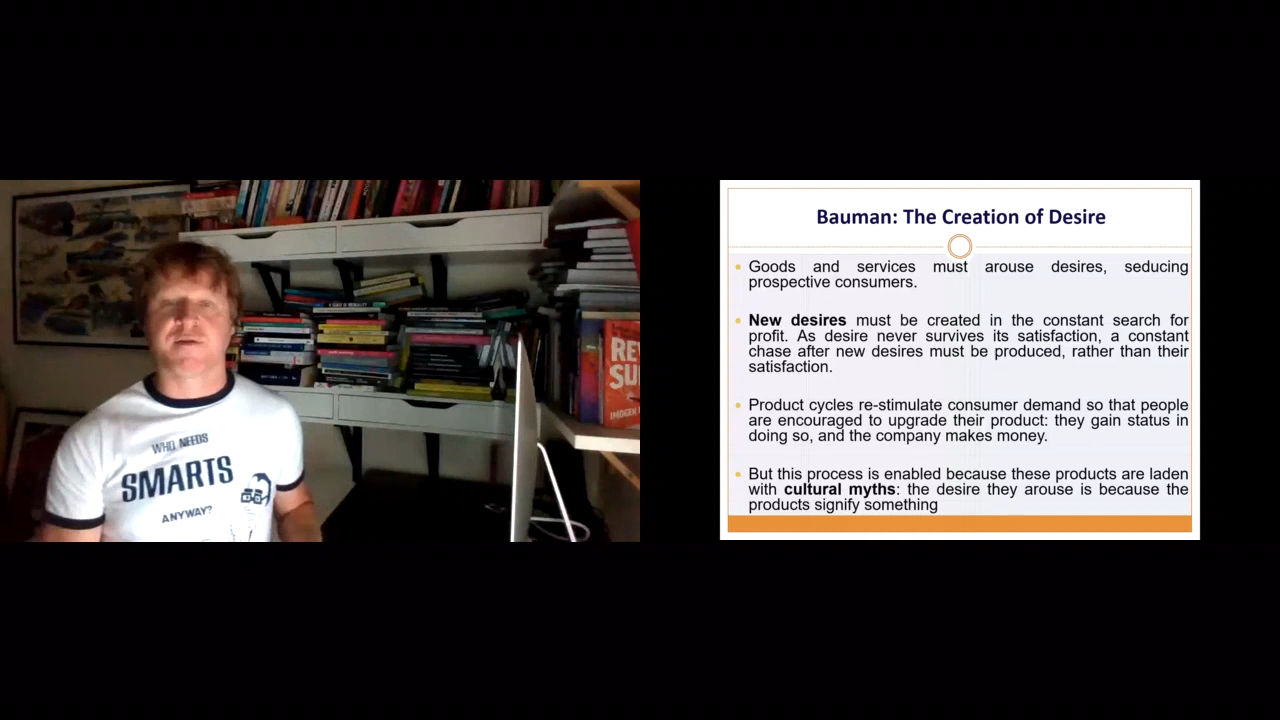 WHO NEEDS
SMARTS
ANYWAY?
RE
SU
IMOGEN
Bauman: The Creation of Desire
Goods and services must arouse desires, seducing
prospective consumers.
New desires must be created in the constant search for
profit. As desire never survives its satisfaction, a constant
chase after new desires must be produced, rather than their
satisfaction.
Product cycles re-stimulate consumer demand so that people
are encouraged to upgrade their product: they gain status in
doing so, and the company makes money.
But this process is enabled because these products are laden
with cultural myths: the desire they arouse is because the
products signify something